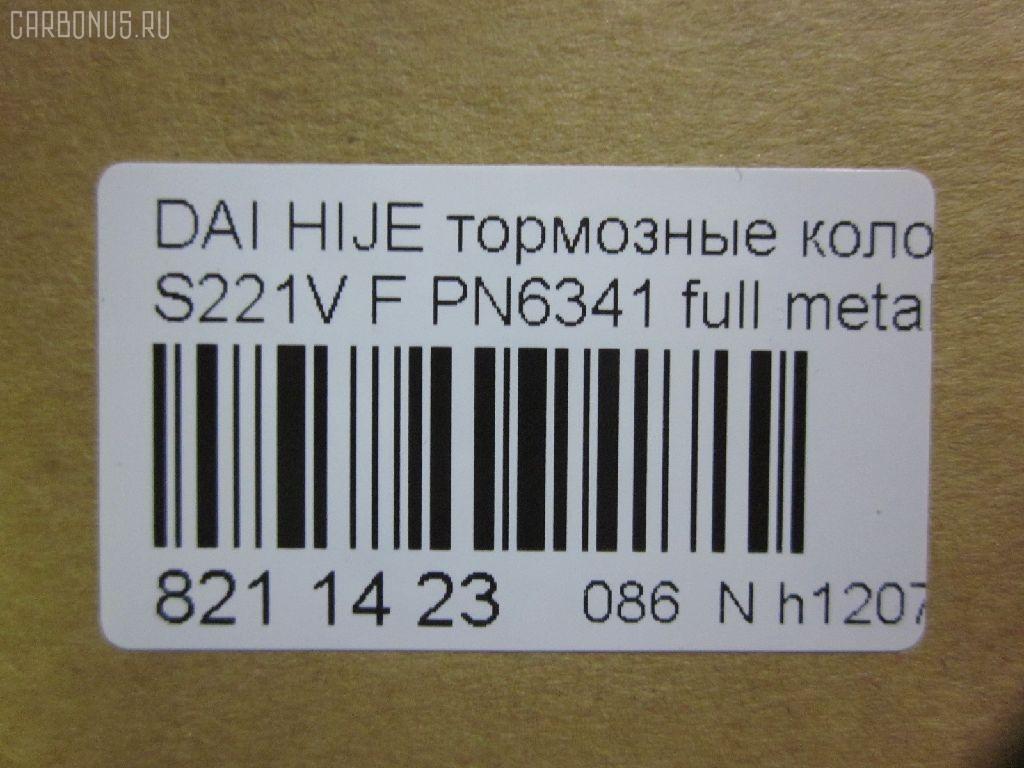 CARBONUS.RU
DAI HIJE тормозные коло
S221V F PN6341 full meta
821 14 23 086 N h1207